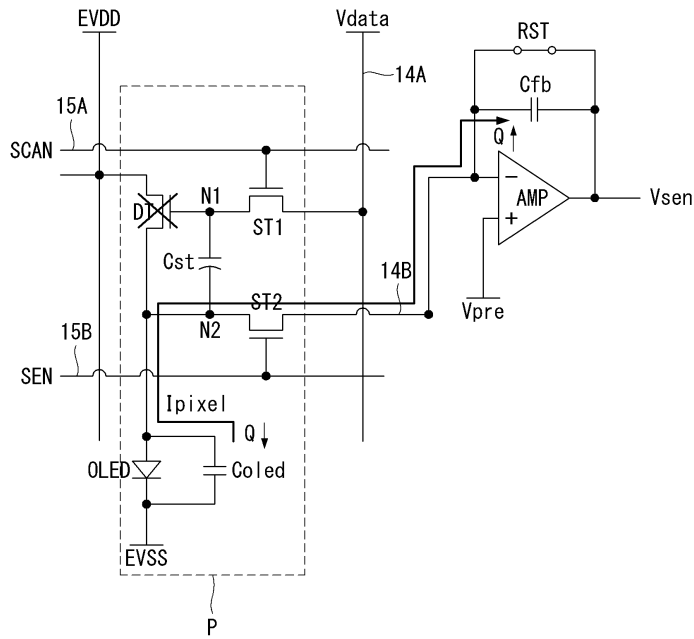 EVDD
Vdata
RST
14A
Cfb
15A
SCAN
Q
N1
DT
AMP
Vsen
ST1
Cst
14B
ST2
Vpre
N2
15B
SEN
Ipixel
Q
OLED
Coled
EVSS
P